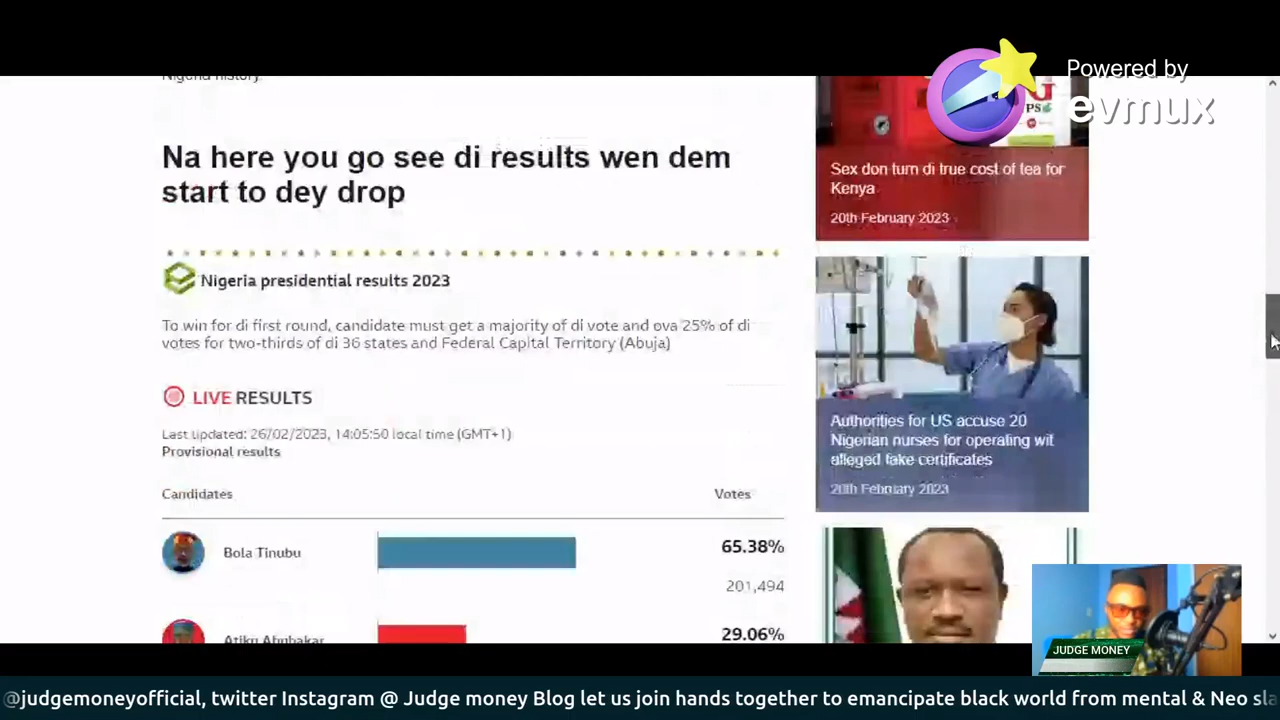 Nigeria history.
Na here you go see di results wen dem
start to dey drop
Nigeria presidential results 2023
To win for di first round, candidate must get a majority of di vote and ova 25% of di
votes for two-thirds of di 36 states and Federal Capital Territory (Abuja)
LIVE RESULTS
Last updated: 26/02/2023, 14:05:50 local time (GMT+1)
Provisional results
Candidates Votes
Bola Tinubu 65.38%
201,494
Atiku Abubakar 29.06%
Powered by
evmux
PS
Sex don turn di true cost of tea for
Kenya
20th February 2023
Authorities for US accuse 20
Nigerian nurses for operating wit
alleged fake certificates
20th February 2023
JUDGE MONEY
@judgemoneyofficial, twitter Instagram @ Judge money Blog let us join hands together to emancipate black world from mental & Neo sla